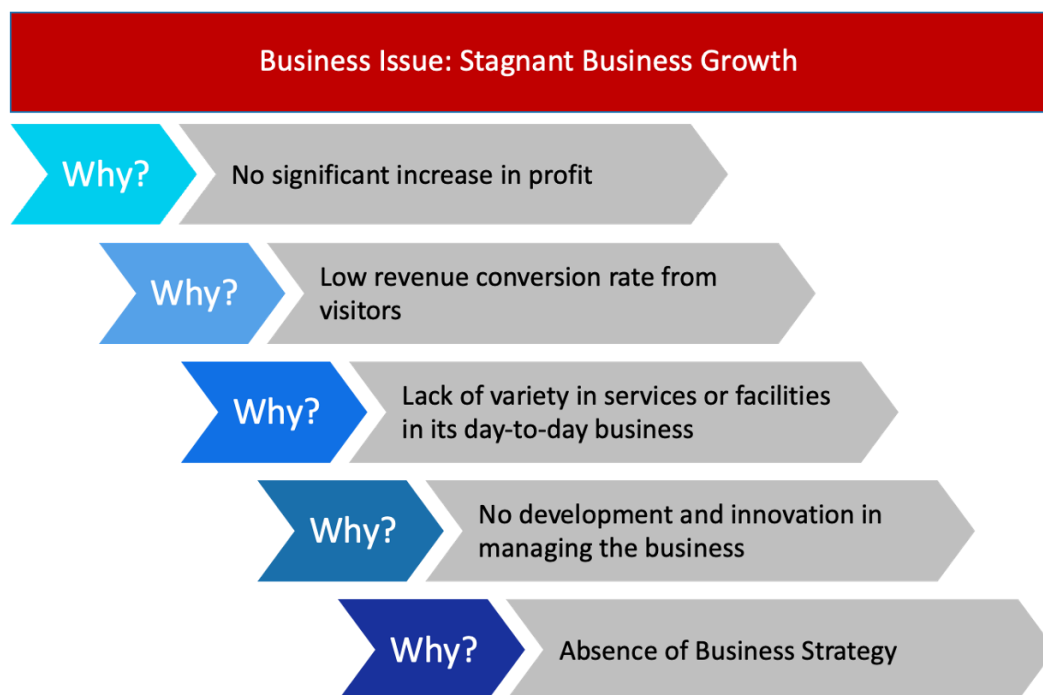 Business Issue: Stagnant Business Growth
Why?
No significant increase in profit
Why?
Low revenue conversion rate from
visitors
Why?
Lack of variety in services or facilities
in its day-to-day business
Why?
No development and innovation in
managing the business
Why?
Absence of Business Strategy